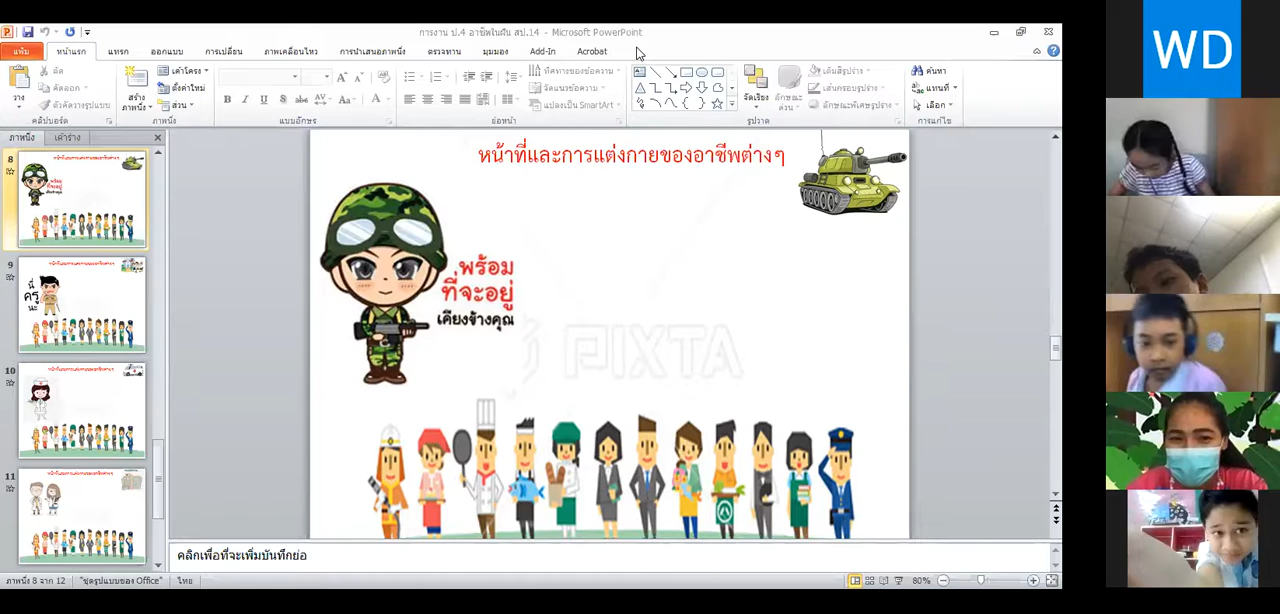 การงาน ป.4 อาชีพในฝัน สป.14 - Microsoft PowerPoint
WD
แฟ้ม หน้าแรก แทรก ออกแบบ การเปลี่ยน ภาพเคลื่อนไหว การนำเสนอภาพนิ่ง ตรวจทาน มุมมอง Add-In Acrobat
ตัด เค้าโครง ทิศทางของข้อความ เติมสีรูปร่าง ค้นหา
คัดลอก ตั้งค่าใหม่ จัดแนวข้อความ เส้นกรอบรูปร่าง แทนที่
วาง ตัวคัดวางรูปแบบ สร้างภาพนิ่ง ส่วน แปลงเป็น SmartArt จัดเรียง ลักษณะด่วน ลักษณะพิเศษรูปร่าง เลือก
คลิปบอร์ด ภาพนิ่ง แบบอักษร ย่อหน้า รูปวาด การแก้ไข
ภาพนิ่ง เค้าร่าง
8
9
นี่
ครู
นะ
10
11
หน้าที่และการแต่งกายของอาชีพต่างๆ
พร้อม
ที่จะอยู่
เคียงข้างคุณ
PIXTA
คลิกเพื่อที่จะเพิ่มบันทึกย่อ
ภาพนิ่ง 8 จาก 12 "ชุดรูปแบบของ Office" ไทย 80%